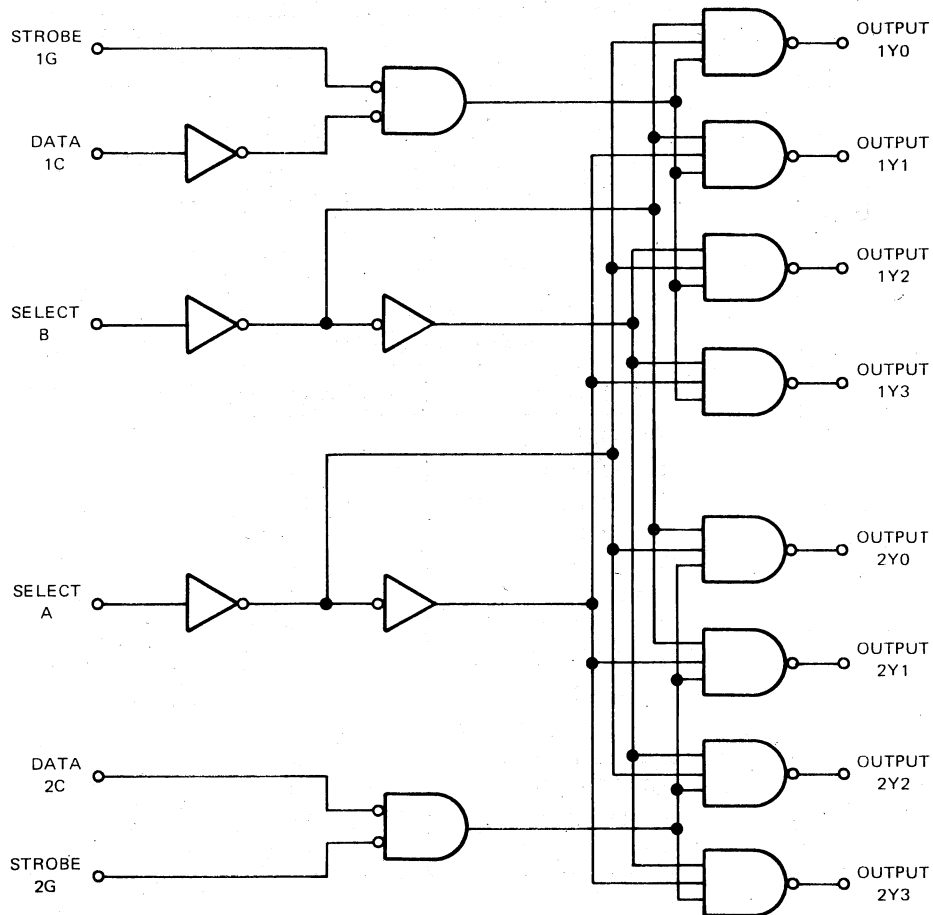 STROBE
1G
DATA
1C
SELECT
B
SELECT
A
DATA
2C
STROBE
2G
OUTPUT
1Y0
OUTPUT
1Y1
OUTPUT
1Y2
OUTPUT
1Y3
OUTPUT
2Y0
OUTPUT
2Y1
OUTPUT
2Y2
OUTPUT
2Y3